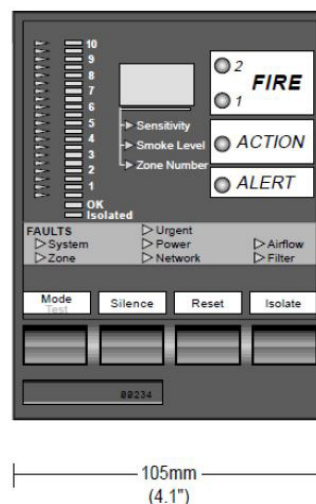 10
9
8
7
6
5
4
3
2
1
OK
Isolated
Sensitivity
Smoke Level
Zone Number
2
FIRE
1
ACTION
ALERT
FAULTS
Urgent
System Power Airflow
Zone Network Filter
Mode Silence Reset Isolate
Test
00234
105mm
(4.1")